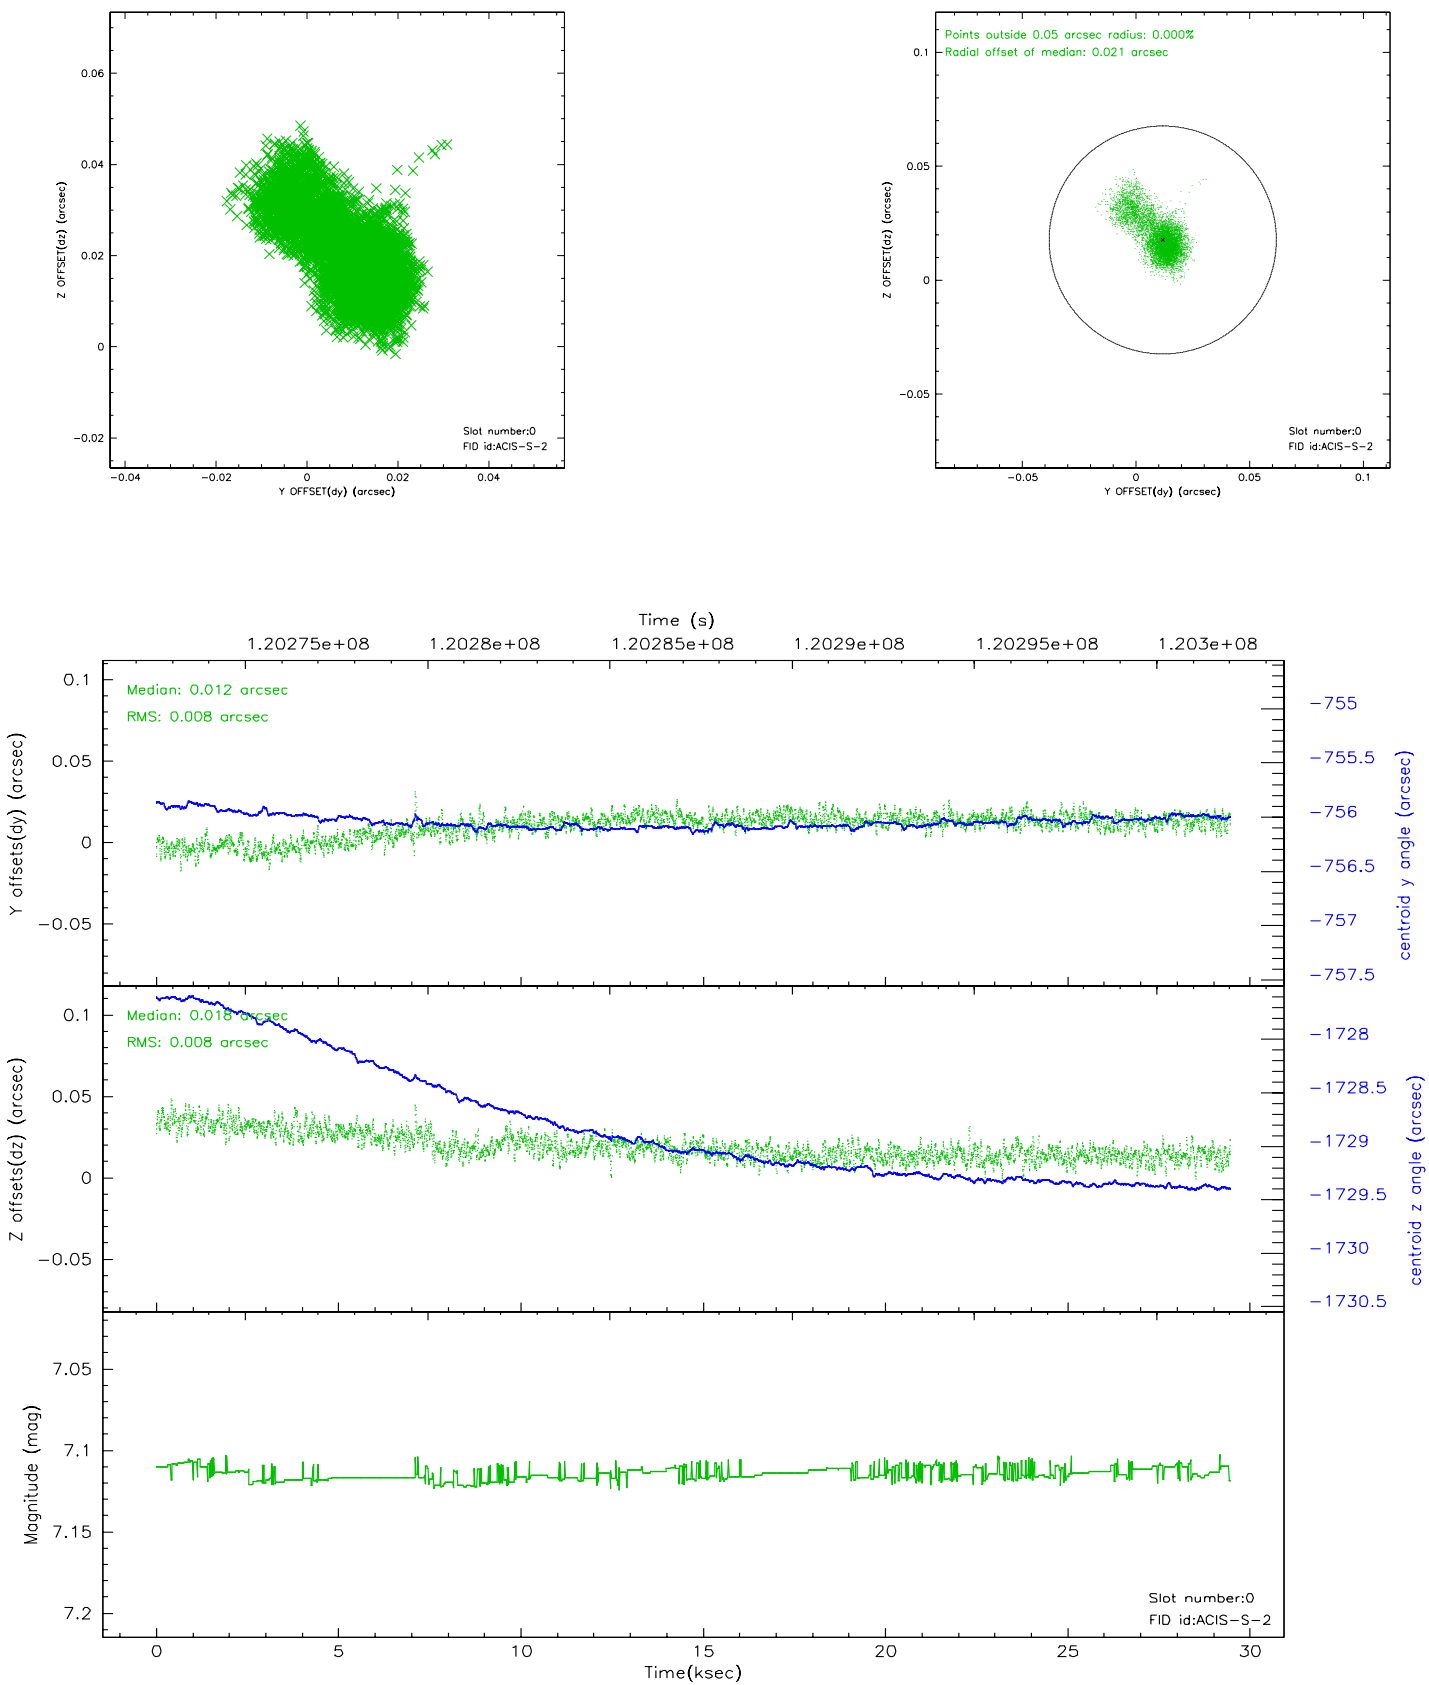 0.06
0.04
0.02
0
−0.02
−0.04
−0.02
0
0.02
0.04
Z OFFSET(dz) (arcsec)
Y OFFSET(dy) (arcsec)
Slot number:0
FID id:ACIS−S−2
Points outside 0.05 arcsec radius: 0.000%
Radial offset of median: 0.021 arcsec
0.1
0.05
0
−0.05
−0.05
0
0.05
0.1
Z OFFSET(dz) (arcsec)
Y OFFSET(dy) (arcsec)
Slot number:0
FID id:ACIS−S−2
Time (s)
1.20275e+08
1.2028e+08
1.20285e+08
1.2029e+08
1.20295e+08
1.203e+08
Median: 0.012 arcsec
RMS: 0.008 arcsec
0.1
0.05
0
−0.05
Y offsets(dy) (arcsec)
−755
−755.5
−756
−756.5
−757
−757.5
centroid y angle (arcsec)
Median: 0.018 arcsec
RMS: 0.008 arcsec
0.1
0.05
0
−0.05
Z offsets(dz) (arcsec)
−1728
−1728.5
−1729
−1729.5
−1730
−1730.5
centroid z angle (arcsec)
7.05
7.1
7.15
7.2
Magnitude (mag)
Slot number:0
FID id:ACIS−S−2
0
5
10
15
20
25
30
Time(ksec)